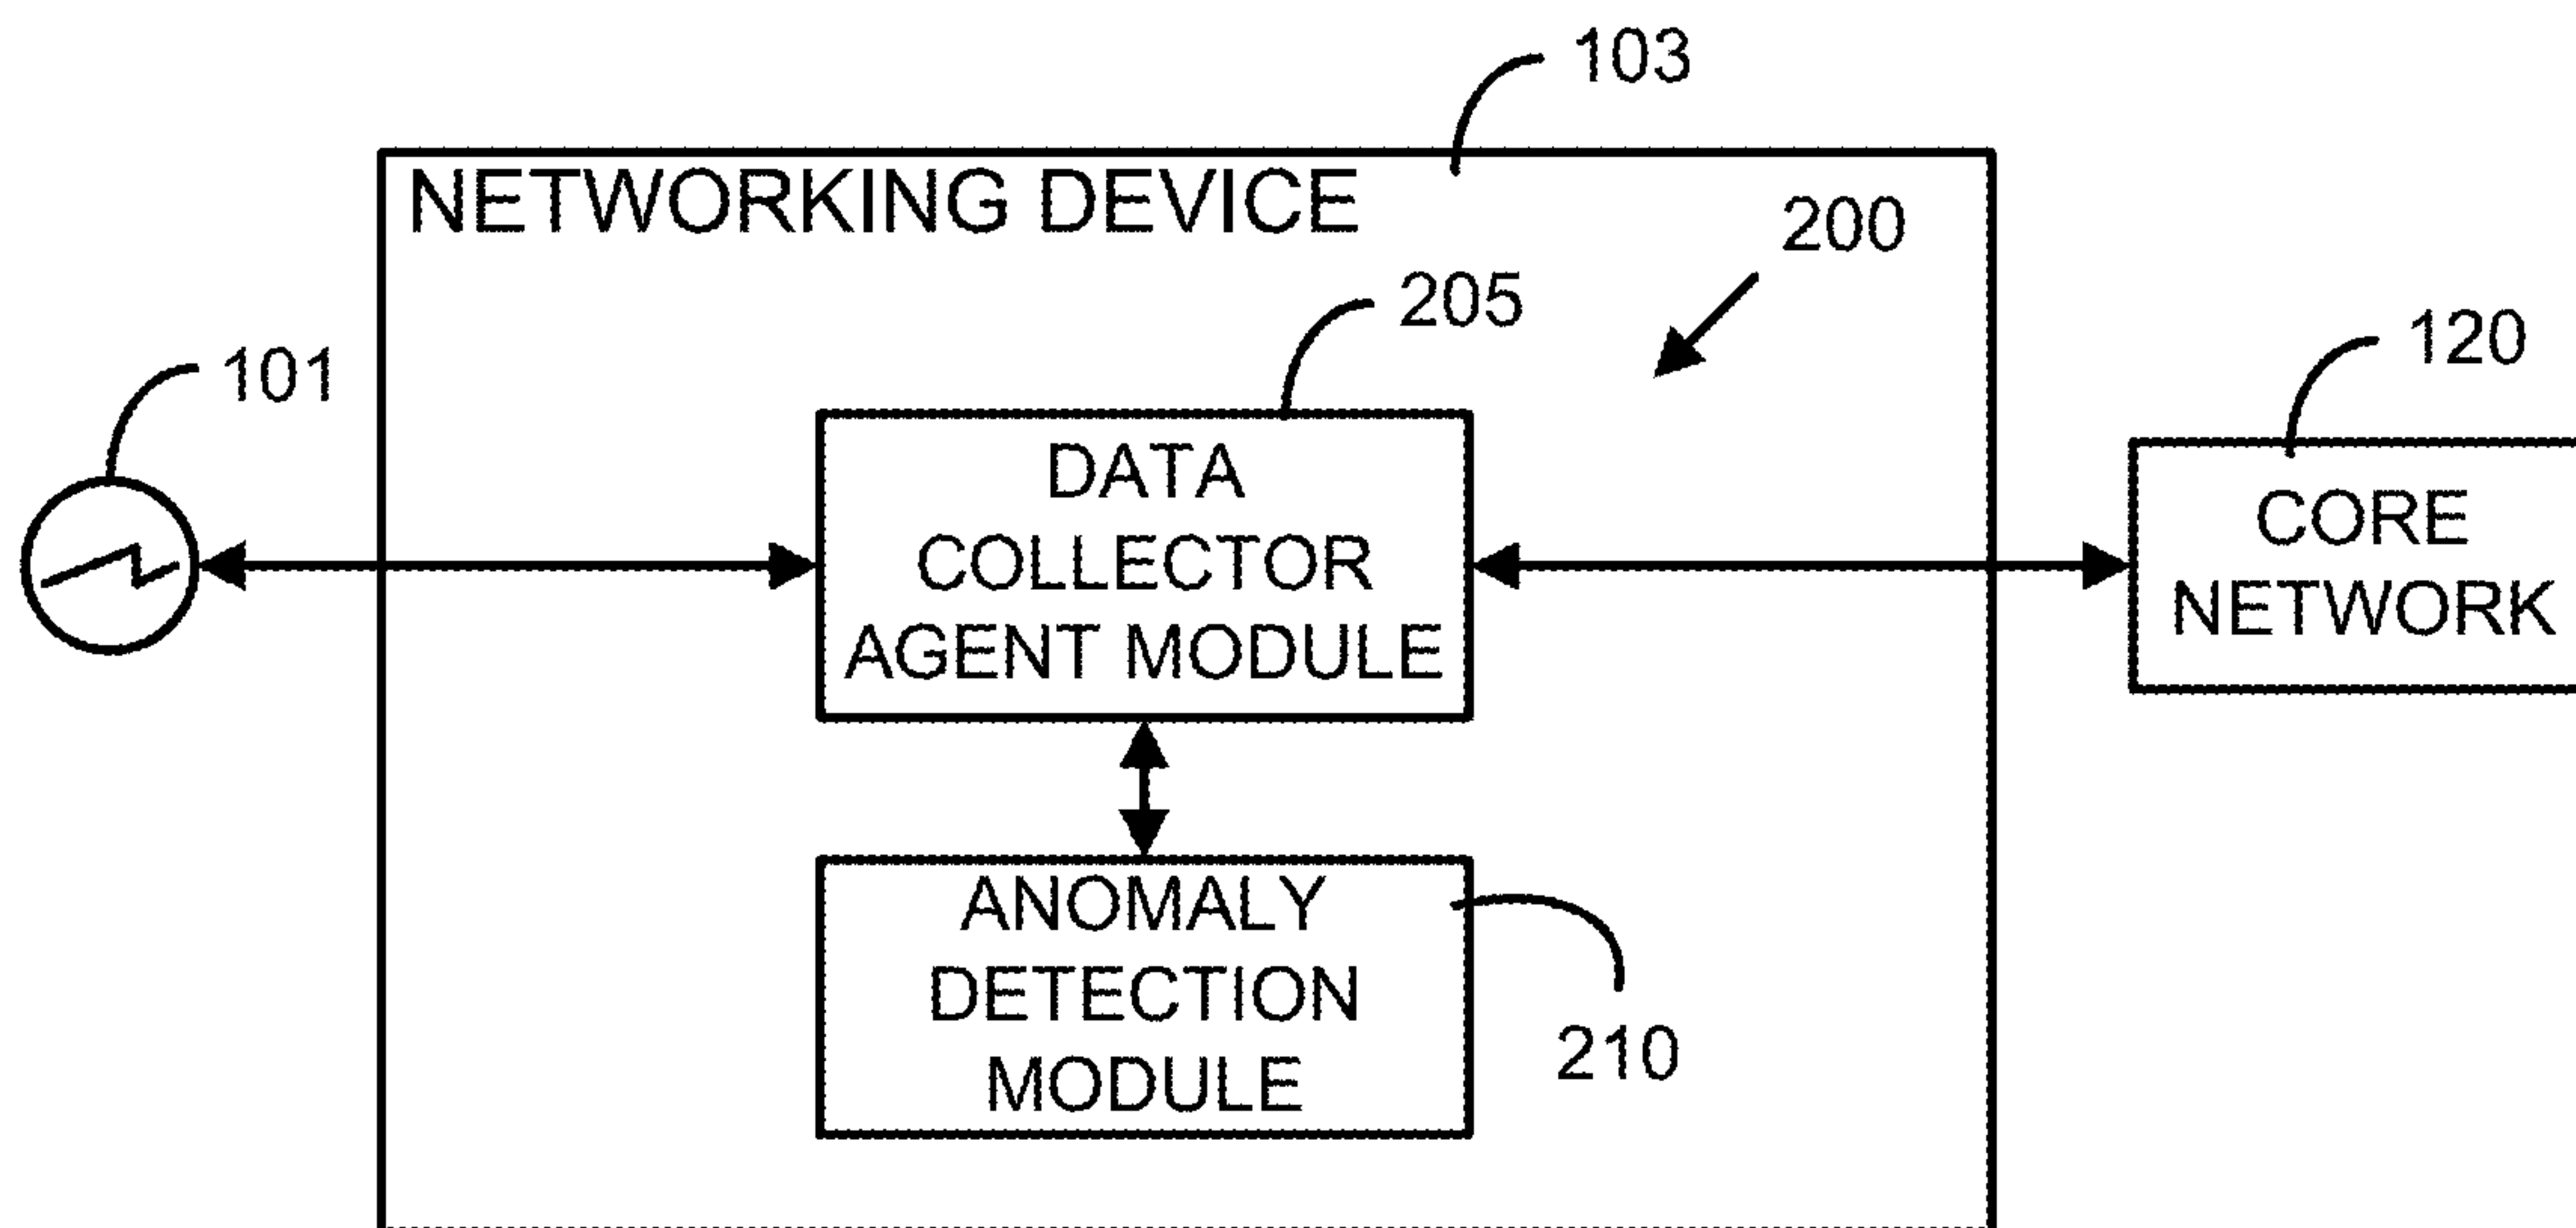 103
NETWORKING DEVICE
200
205
120
101
DATA
COLLECTOR
AGENT MODULE
CORE
NETWORK
ANOMALY
DETECTION
MODULE
210